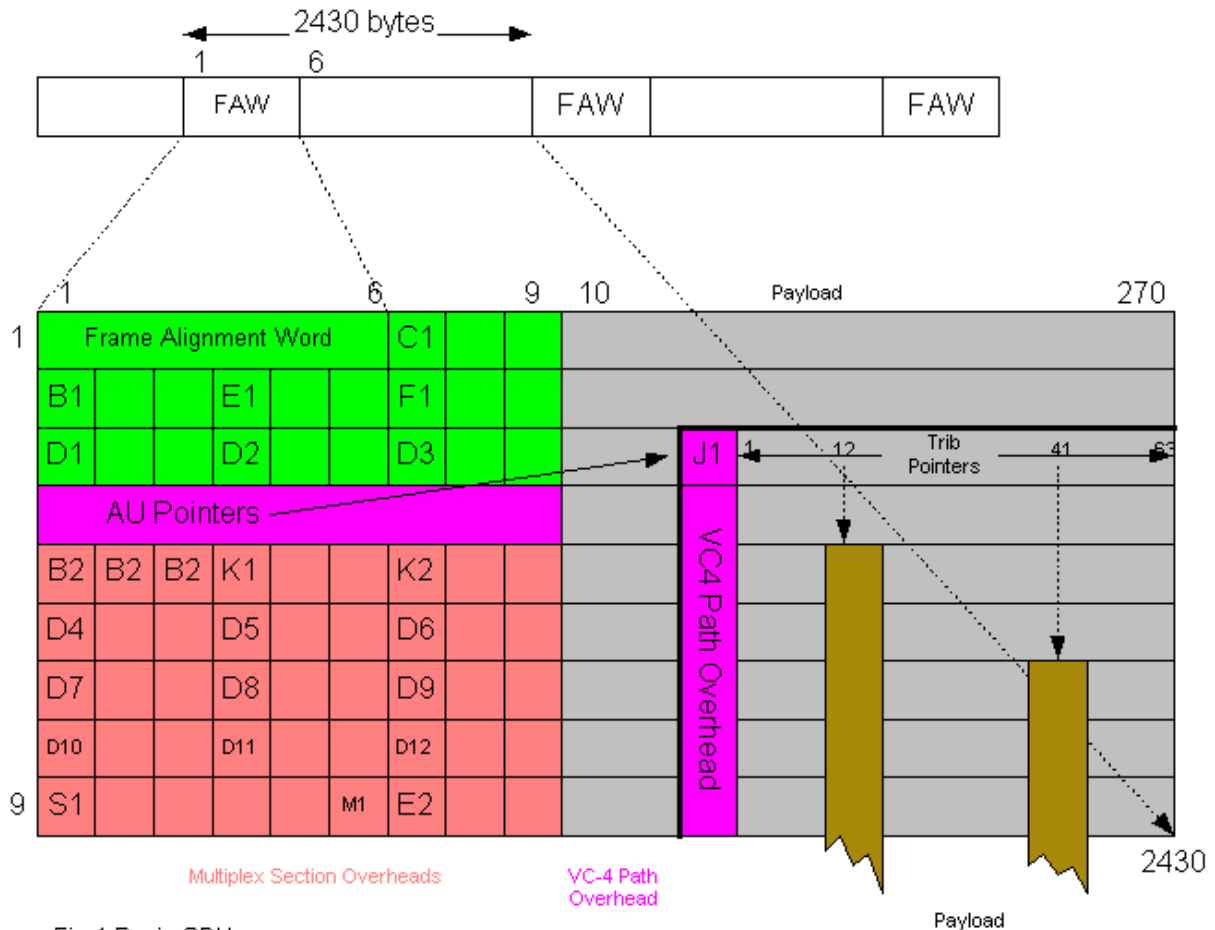 2430 bytes
1 6
FAW FAW FAW
1 6 9 10 Payload 270
1 Frame Alignment Word C1
B1 E1 F1
D1 D2 D3 J1 1 12 Trib Pointers 41 63
AU Pointers
VC4 Path Overhead
B2 B2 B2 K1 K2
D4 D5 D6
D7 D8 D9
D10 D11 D12
9 S1 M1 E2
2430
Multiplex Section Overheads
VC-4 Path
Overhead
Payload